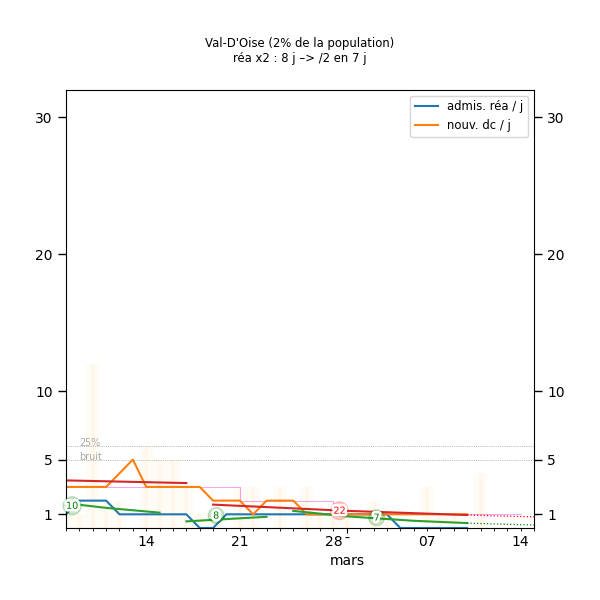 Val-D'Oise (2% de la population)
réa x2 : 8 j –> /2 en 7 j
admis. réa / j
nouv. dc / j
30 30
20 20
10 10
25%
5 5
bruit
10
8
22
7
1 1
14 21 28 07 14
mars